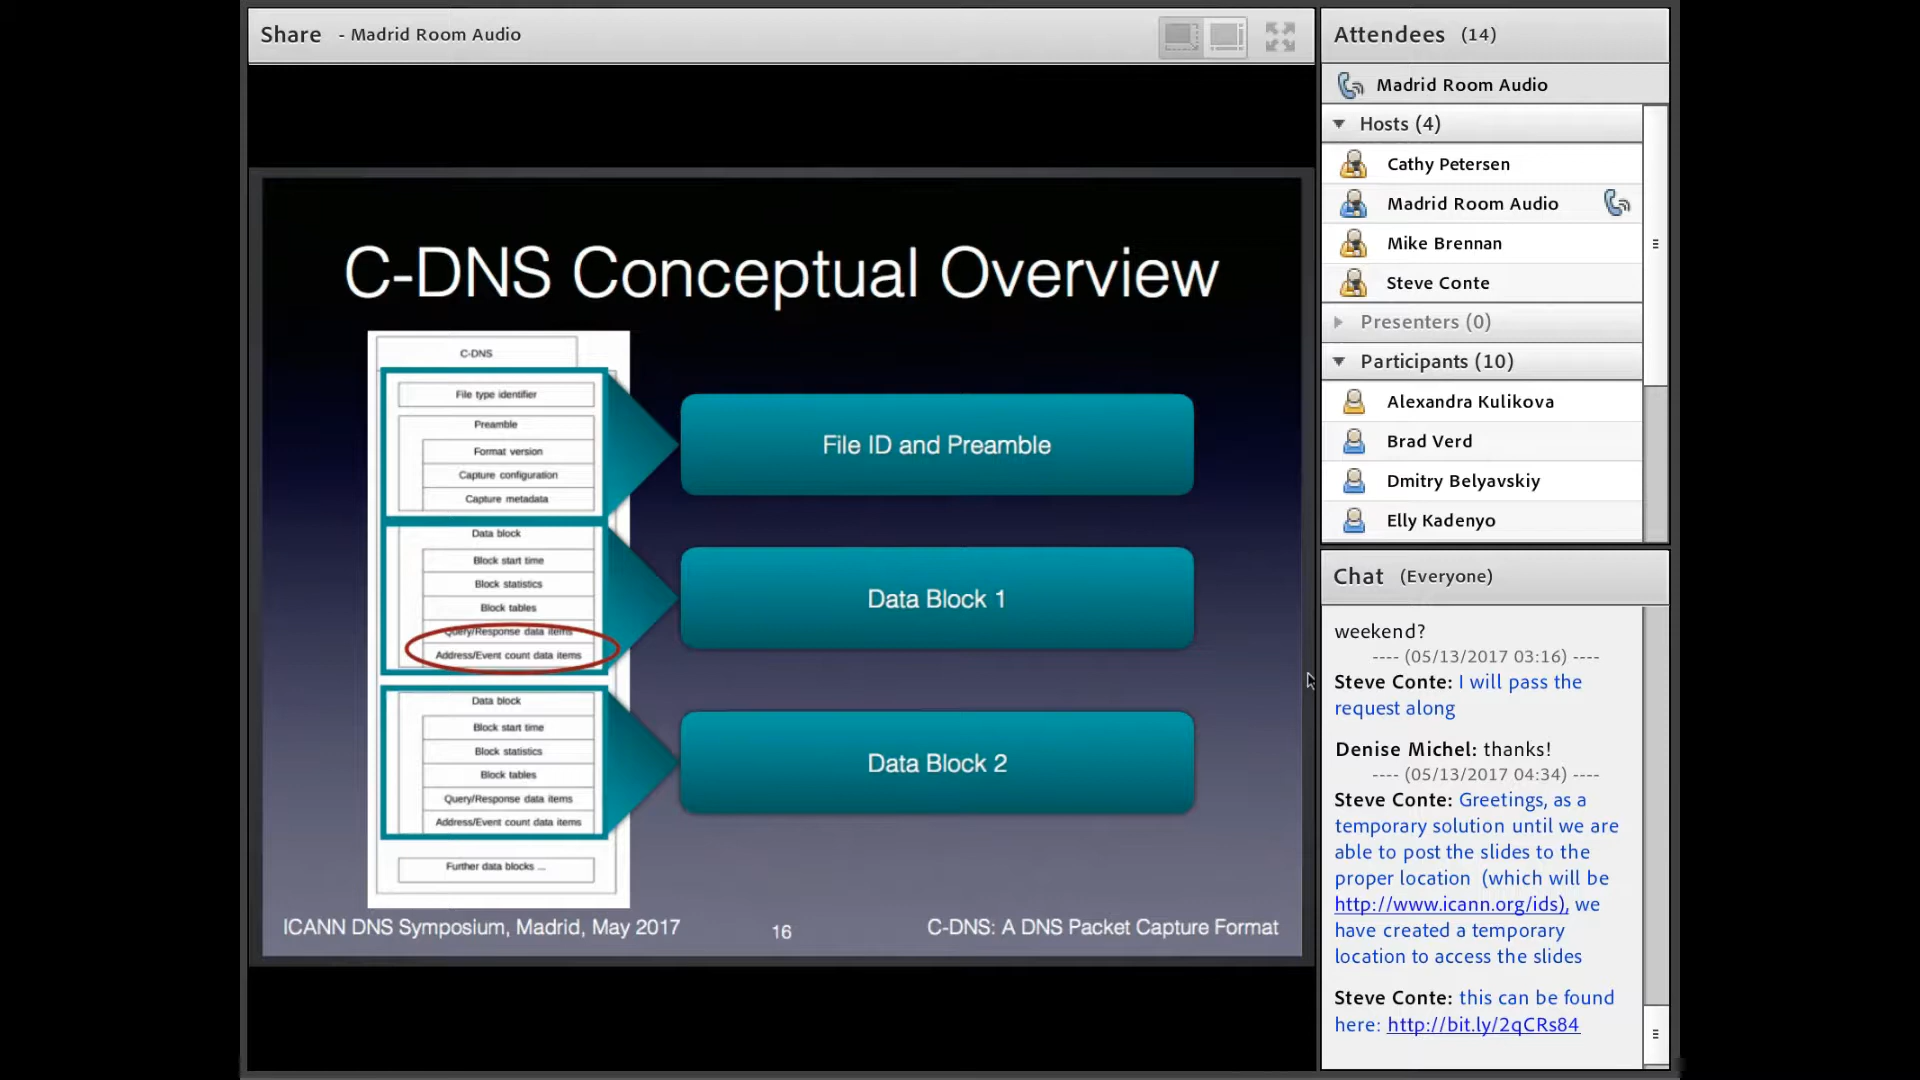 Share - Madrid Room Audio
C-DNS Conceptual Overview
C-DNS
File type identifier
Preamble
Format version
Capture configuration
Capture metadata
File ID and Preamble
Data block
Block start time
Block statistics
Block tables
Query/Response data items
Address/Event count data items
Data Block 1
Data block
Block start time
Block statistics
Block tables
Query/Response data items
Address/Event count data items
Data Block 2
Further data blocks ...
ICANN DNS Symposium, Madrid, May 2017
16
C-DNS: A DNS Packet Capture Format
Attendees (14)
Madrid Room Audio
Hosts (4)
Cathy Petersen
Madrid Room Audio
Mike Brennan
Steve Conte
Presenters (0)
Participants (10)
Alexandra Kulikova
Brad Verd
Dmitry Belyavskiy
Elly Kadenyo
Chat (Everyone)
weekend?
---- (05/13/2017 03:16) ----
Steve Conte: I will pass the
request along
Denise Michel: thanks!
---- (05/13/2017 04:34) ----
Steve Conte: Greetings, as a
temporary solution until we are
able to post the slides to the
proper location (which will be
http://www.icann.org/ids), we
have created a temporary
location to access the slides
Steve Conte: this can be found
here: http://bit.ly/2qCRs84